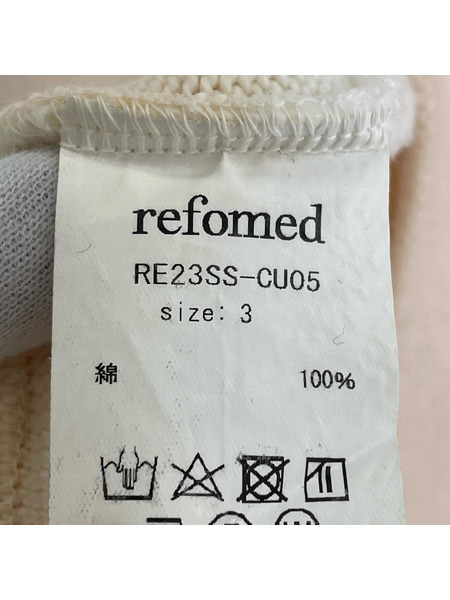 refomed
RE23SS-CU05
size: 3
綿 100%